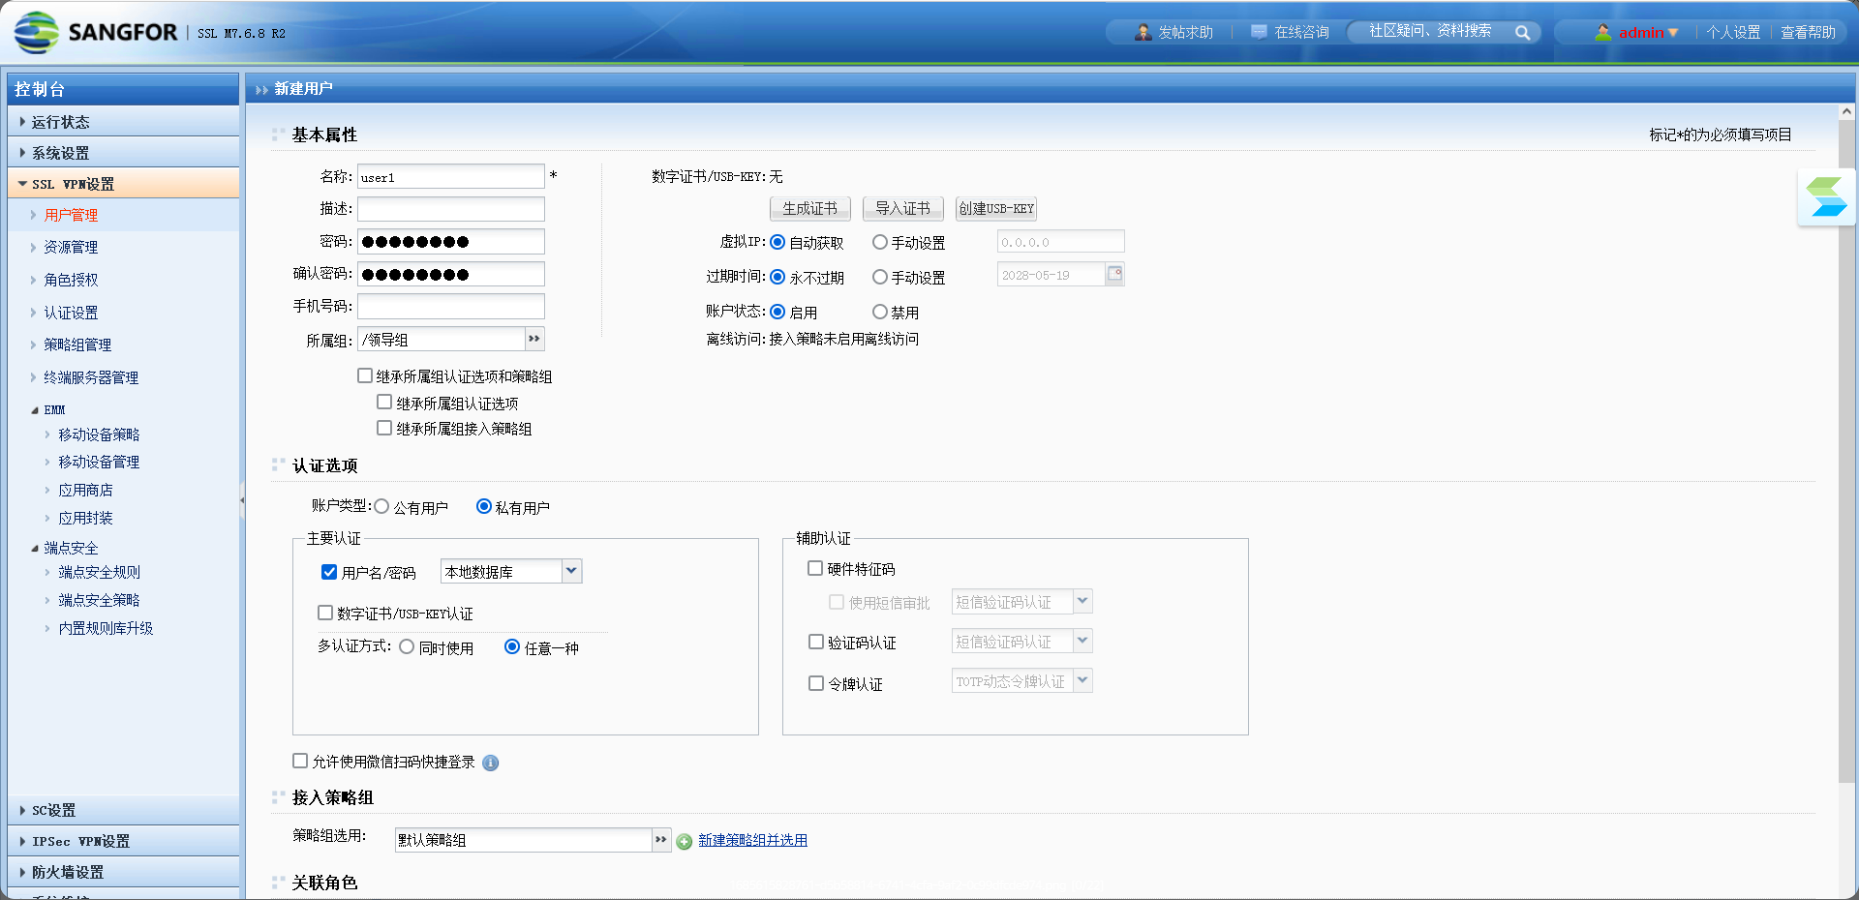 SANGFOR | SSL M7.6.8 R2
发帖求助
在线咨询
社区疑问、资料搜索
admin
个人设置
查看帮助
控制台
运行状态
系统设置
SSL VPN设置
用户管理
资源管理
角色授权
认证设置
策略组管理
终端服务器管理
EMM
移动设备策略
移动设备管理
应用商店
应用封装
端点安全
端点安全规则
端点安全策略
内置规则库升级
SC设置
IPSec VPN设置
防火墙设置
新建用户
基本属性
标记*的为必须填写项目
名称: user1 *
描述:
密码: ●●●●●●●●
确认密码: ●●●●●●●●
手机号码:
所属组: /领导组
继承所属组认证选项和策略组
继承所属组认证选项
继承所属组接入策略组
数字证书/USB-KEY: 无
生成证书 导入证书 创建USB-KEY
虚拟IP: 自动获取 手动设置 0.0.0.0
过期时间: 永不过期 手动设置 2028-05-19
账户状态: 启用 禁用
离线访问: 接入策略未启用离线访问
认证选项
账户类型: 公有用户 私有用户
主要认证
用户名/密码 本地数据库
数字证书/USB-KEY认证
多认证方式: 同时使用 任意一种
辅助认证
硬件特征码
使用短信审批 短信验证码认证
验证码认证 短信验证码认证
令牌认证 TOTP动态令牌认证
允许使用微信扫码快捷登录
接入策略组
策略组选用: 默认策略组 新建策略组并选用
关联角色